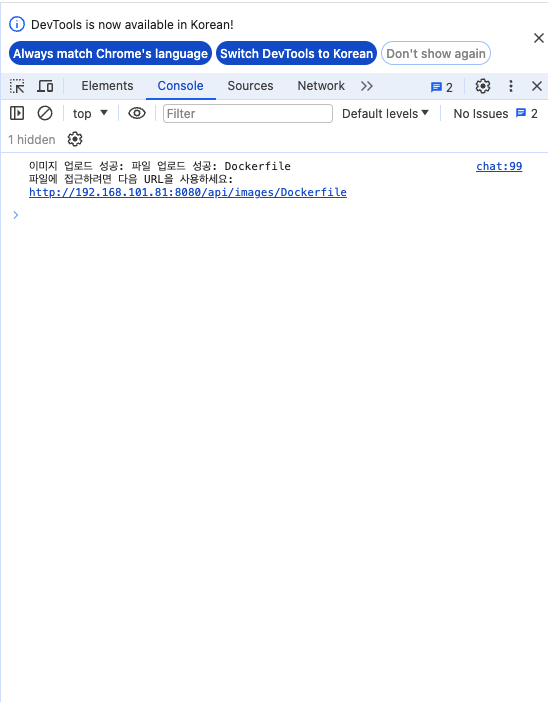 DevTools is now available in Korean!
Always match Chrome's language Switch DevTools to Korean Don't show again
Elements Console Sources Network 2
top Filter Default levels No Issues 2
1 hidden
이미지 업로드 성공: 파일 업로드 성공: Dockerfile chat:99
파일에 접근하려면 다음 URL을 사용하세요:
http://192.168.101.81:8080/api/images/Dockerfile